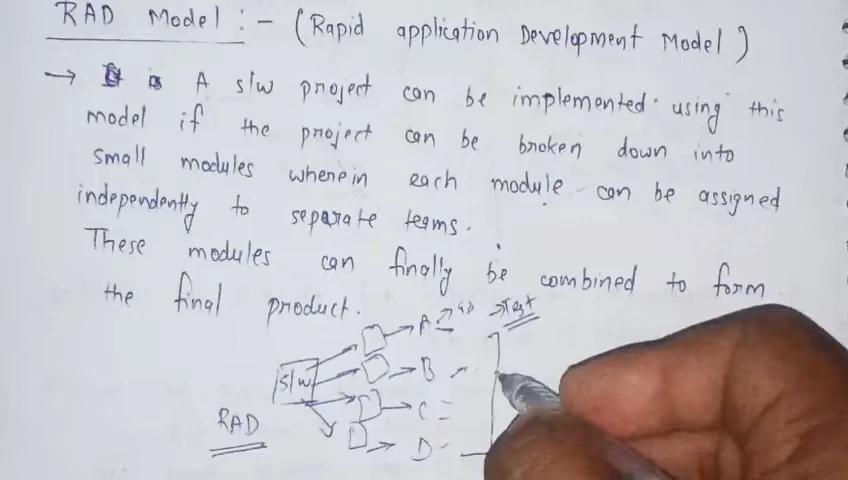 RAD Model :- (Rapid application Development Model)
→ A s/w project can be implemented using this
model if the project can be broken down into
small modules wherein each module can be assigned
independently to separate teams.
These modules can finally be combined to form
the final product.
→ A → Test
s/w → B
→ C
RAD
→ D